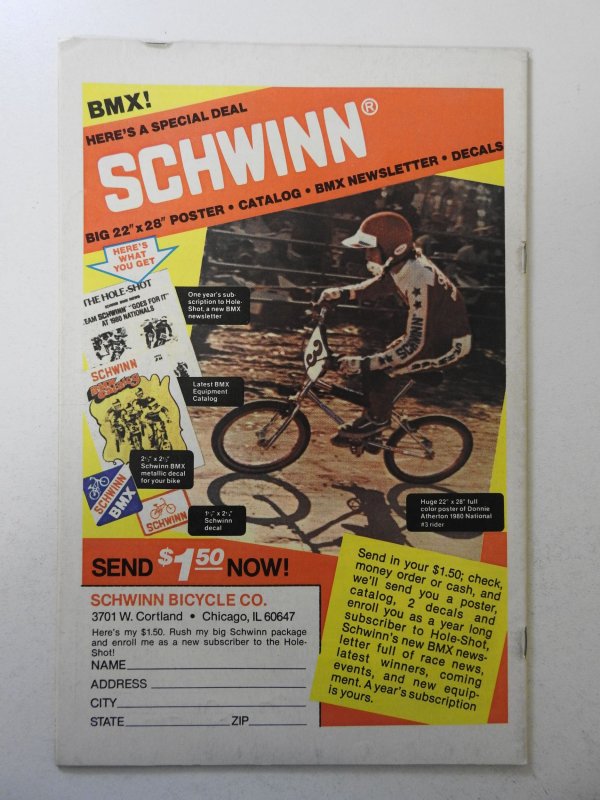 BMX!
HERE'S A SPECIAL DEAL
SCHWINN®
BIG 22" x 28" POSTER • CATALOG • BMX NEWSLETTER • DECALS
HERE'S
WHAT
YOU GET
THE HOLE-SHOT
EAM SCHWINN "GOES FOR IT"
AT 1980 NATIONALS
One year's sub-
scription to Hole-
Shot, a new BMX
newsletter
SCHWINN
Latest BMX
Equipment
Catalog
2½" x 2½"
Schwinn BMX
metallic decal
for your bike
SCHWINN
BMX
SCHWINN
Schwinn
decal
3
SCHWINN
Huge 22" x 28" full
color poster of Donnie
Atherton 1980 National
#3 rider
SEND $1.50 NOW!
SCHWINN BICYCLE CO.
3701 W. Cortland • Chicago, IL 60647
Here's my $1.50. Rush my big Schwinn package
and enroll me as a new subscriber to the Hole-
Shot!
NAME
ADDRESS
CITY
STATE ZIP
Send in your $1.50; check,
money order or cash, and
we'll send you a poster,
catalog, 2 decals and
enroll you as a year long
subscriber to Hole-Shot,
Schwinn's new BMX news-
letter full of race news,
latest winners, coming
events, and new equip-
ment. A year's subscription
is yours.